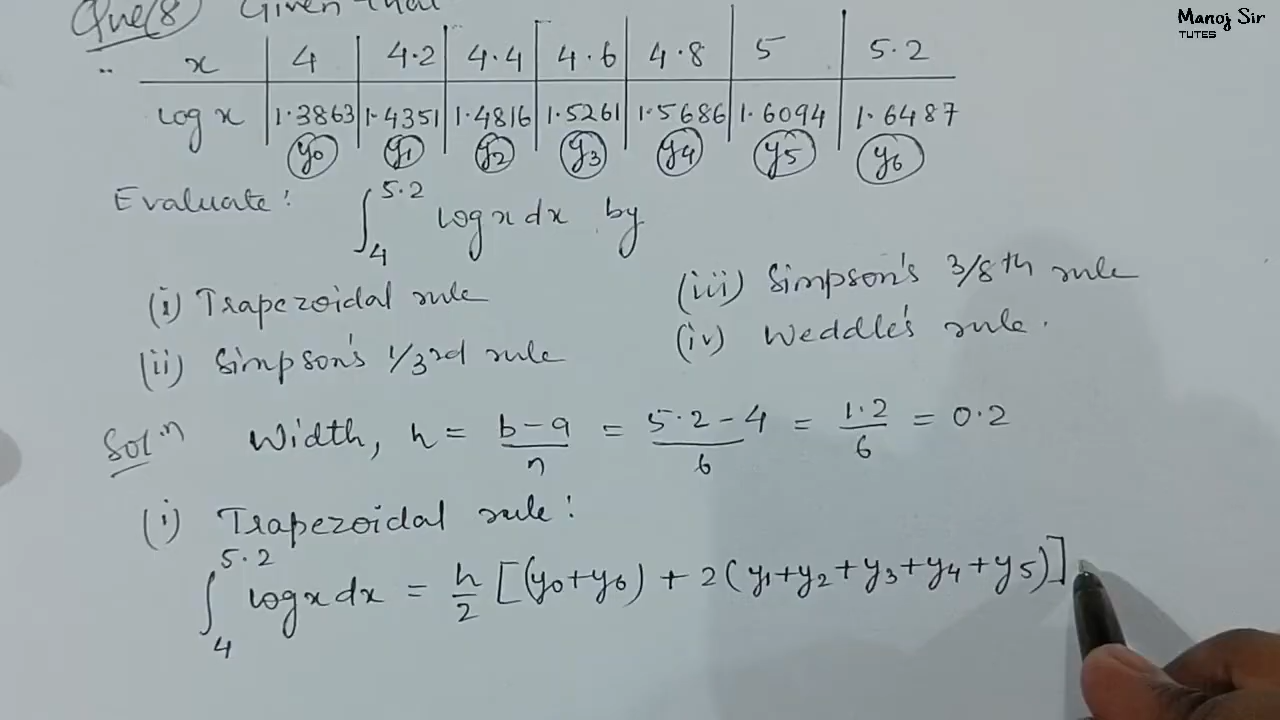 Manoj Sir
TUTES
Que(8) Given that
x 4 4.2 4.4 4.6 4.8 5 5.2
log x 1.3863 1.4351 1.4816 1.5261 1.5686 1.6094 1.6487
y0 y1 y2 y3 y4 y5 y6
Evaluate: ∫₄^5.2 log x dx by
(i) Trapezoidal rule
(ii) Simpson's 1/3rd rule
(iii) Simpson's 3/8th rule
(iv) Weddle's rule.
Solⁿ Width, h = b-a/n = 5.2-4/6 = 1.2/6 = 0.2
(i) Trapezoidal rule:
∫₄^5.2 log x dx = h/2 [(y0+y6) + 2(y1+y2+y3+y4+y5)]